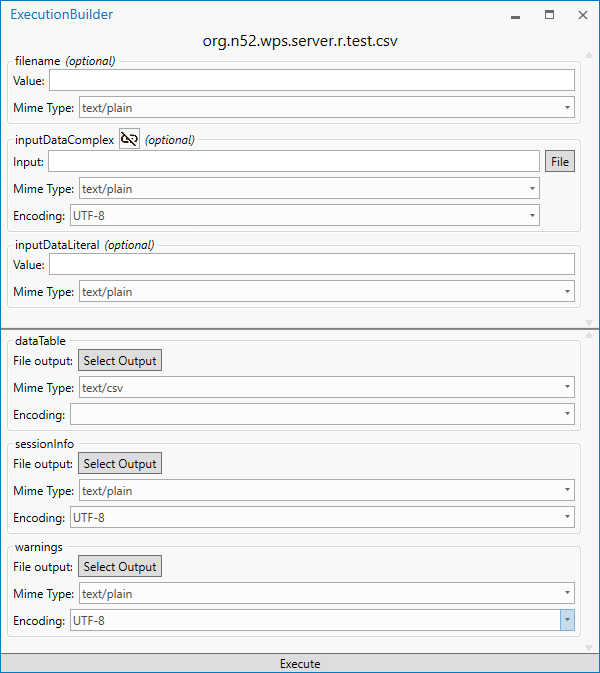 ExecutionBuilder
org.n52.wps.server.r.test.csv
filename (optional)
Value:
Mime Type: text/plain
inputDataComplex (optional)
Input: File
Mime Type: text/plain
Encoding: UTF-8
inputDataLiteral (optional)
Value:
Mime Type: text/plain
dataTable
File output: Select Output
Mime Type: text/csv
Encoding:
sessionInfo
File output: Select Output
Mime Type: text/plain
Encoding: UTF-8
warnings
File output: Select Output
Mime Type: text/plain
Encoding: UTF-8
Execute